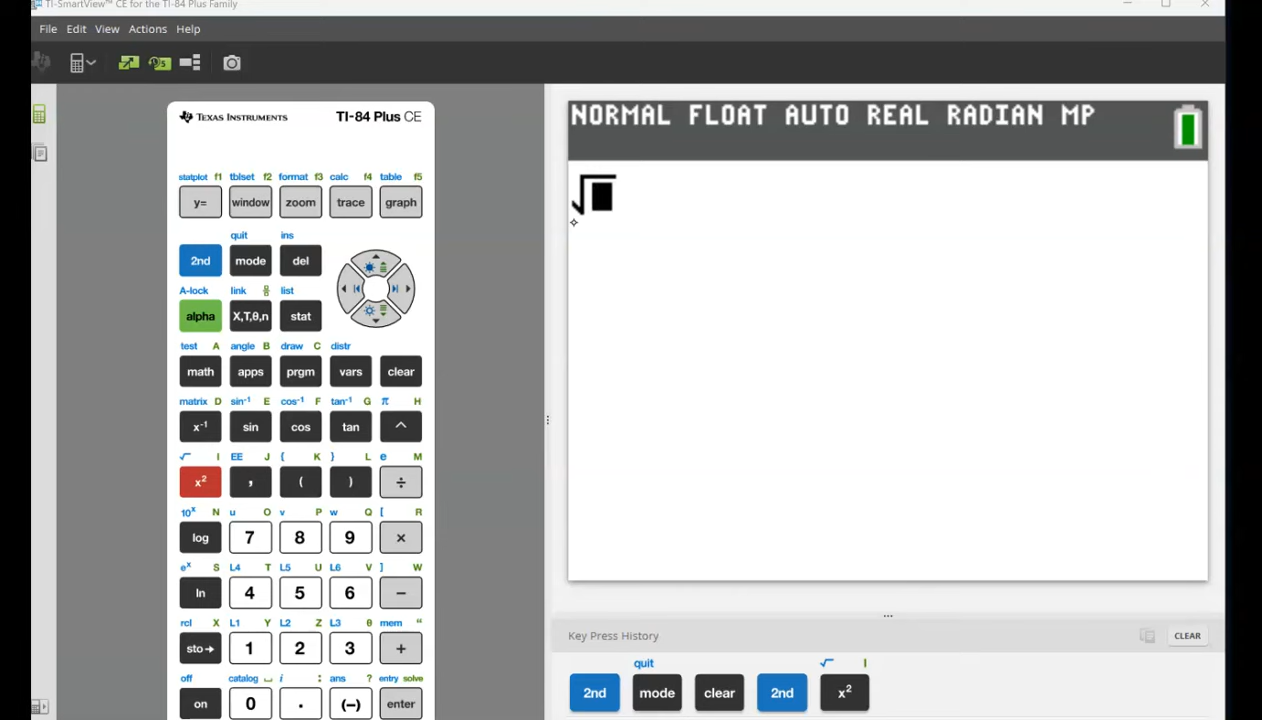 TI-SmartView™ CE for the TI-84 Plus Family
File Edit View Actions Help
TEXAS INSTRUMENTS TI-84 Plus CE
statplot f1 tblset f2 format f3 calc f4 table f5
y= window zoom trace graph
quit ins
2nd mode del
A-lock link list
alpha X,T,θ,n stat
test A angle B draw C distr
math apps prgm vars clear
matrix D sin⁻¹ E cos⁻¹ F tan⁻¹ G π H
x⁻¹ sin cos tan ^
√ I EE J { K } L e M
x² , ( ) ÷
10ˣ N u O v P w Q [ R
log 7 8 9 ×
eˣ S L4 T L5 U L6 V ] W
ln 4 5 6 −
rcl X L1 Y L2 Z L3 θ mem "
sto→ 1 2 3 +
off catalog ␣ i : ans ? entry solve
on 0 . (−) enter
NORMAL FLOAT AUTO REAL RADIAN MP
√
Key Press History CLEAR
quit √ I
2nd mode clear 2nd x²